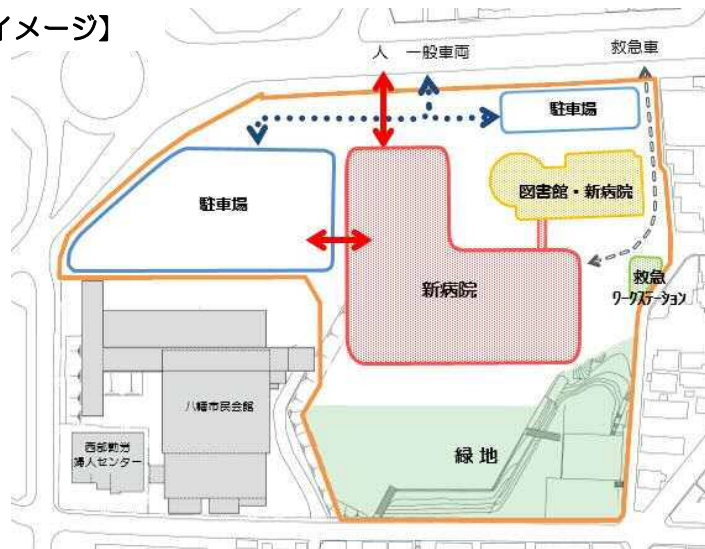 イメージ】
人
一般車両
救急車
駐車場
駐車場
図書館・新病院
新病院
救急
ワークステーション
八幡市民会館
西部勤労
婦人センター
緑地